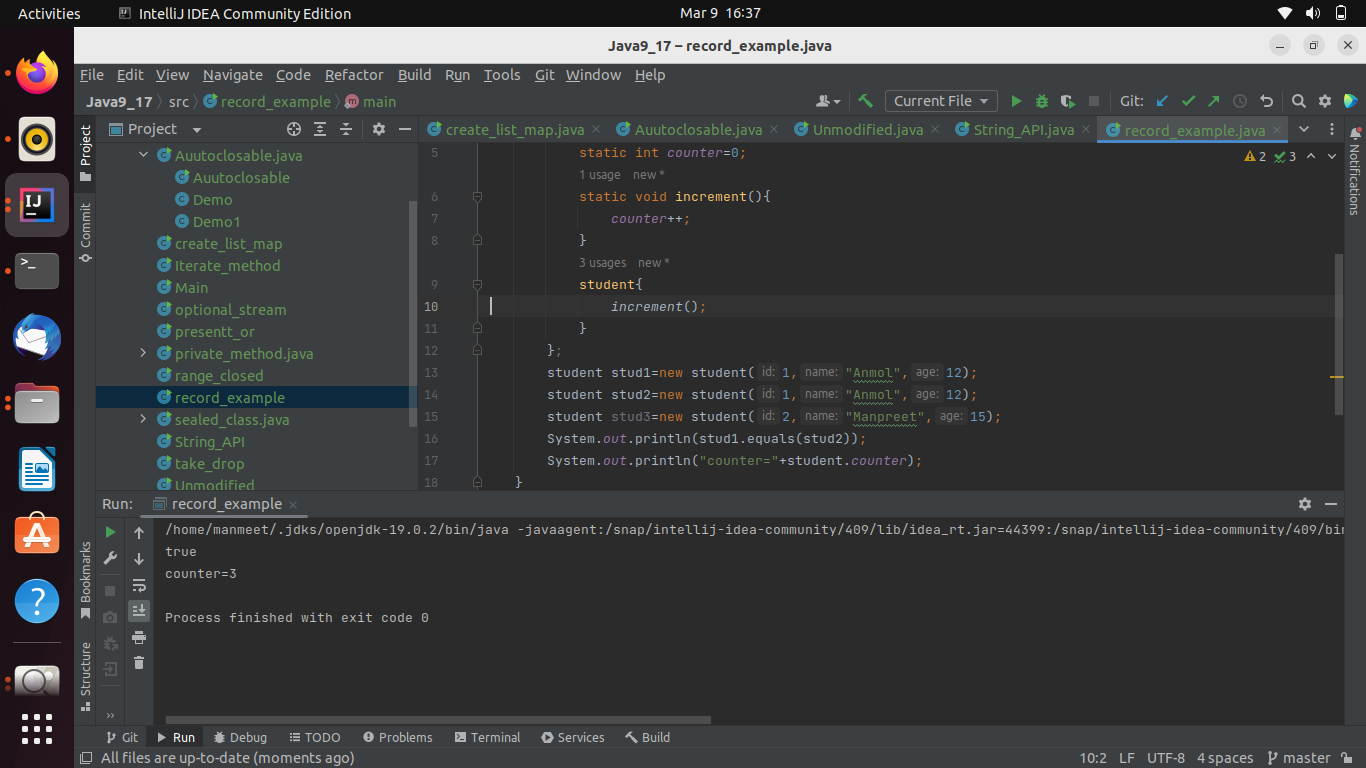 Activities IntelliJ IDEA Community Edition Mar 9 16:37
Java9_17 – record_example.java
File Edit View Navigate Code Refactor Build Run Tools Git Window Help
Java9_17 src record_example main Current File Git:
Project create_list_map.java Auutoclosable.java Unmodified.java String_API.java record_example.java
Project
Commit
Bookmarks
Structure
Notifications
Auutoclosable.java
Auutoclosable
Demo
Demo1
create_list_map
Iterate_method
Main
optional_stream
presentt_or
private_method.java
range_closed
record_example
sealed_class.java
String_API
take_drop
Unmodified
2 3
5 static int counter=0;
1 usage new *
6 static void increment(){
7 counter++;
8 }
3 usages new *
9 student{
10 increment();
11 }
12 };
13 student stud1=new student( id: 1, name: "Anmol", age: 12);
14 student stud2=new student( id: 1, name: "Anmol", age: 12);
15 student stud3=new student( id: 2, name: "Manpreet", age: 15);
16 System.out.println(stud1.equals(stud2));
17 System.out.println("counter="+student.counter);
18 }
Run: record_example
/home/manmeet/.jdks/openjdk-19.0.2/bin/java -javaagent:/snap/intellij-idea-community/409/lib/idea_rt.jar=44399:/snap/intellij-idea-community/409/bin
true
counter=3
Process finished with exit code 0
Git Run Debug TODO Problems Terminal Services Build
All files are up-to-date (moments ago) 10:2 LF UTF-8 4 spaces master